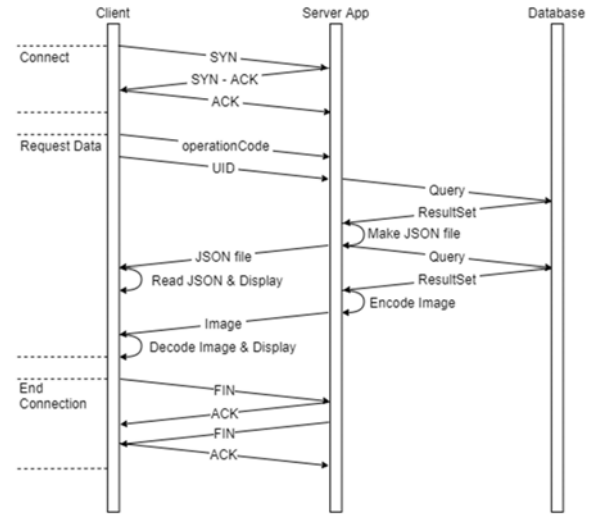 Client
Server App
Database
Connect
SYN
SYN - ACK
ACK
Request Data
operationCode
UID
Query
ResultSet
Make JSON file
JSON file
Query
Read JSON & Display
ResultSet
Encode Image
Image
Decode Image & Display
End
Connection
FIN
ACK
FIN
ACK